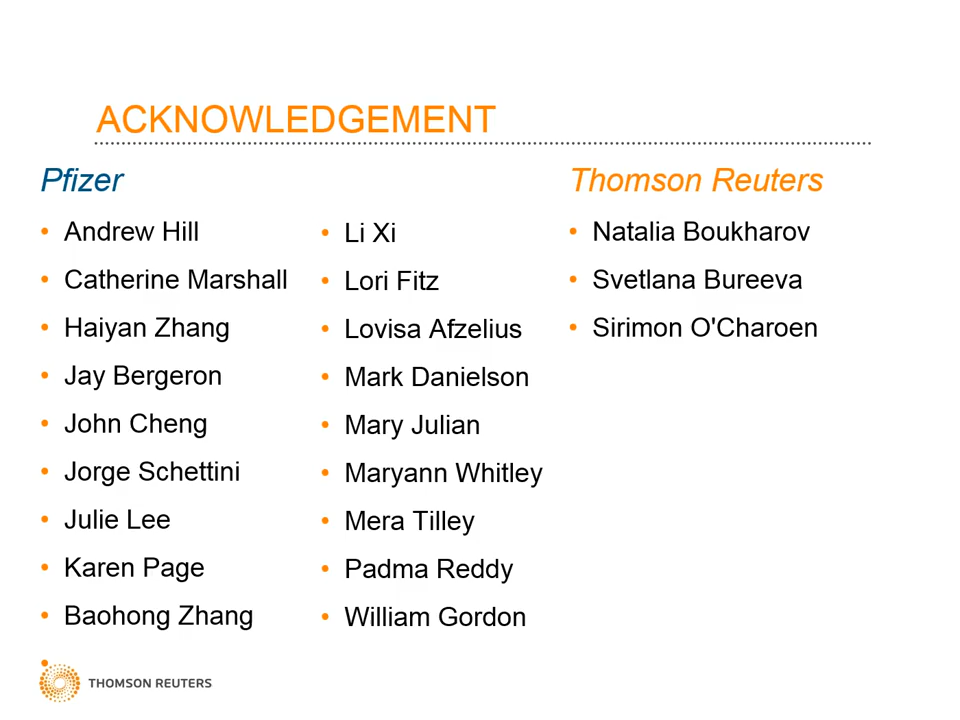 ACKNOWLEDGEMENT
Pfizer
• Andrew Hill
• Catherine Marshall
• Haiyan Zhang
• Jay Bergeron
• John Cheng
• Jorge Schettini
• Julie Lee
• Karen Page
• Baohong Zhang
• Li Xi
• Lori Fitz
• Lovisa Afzelius
• Mark Danielson
• Mary Julian
• Maryann Whitley
• Mera Tilley
• Padma Reddy
• William Gordon
Thomson Reuters
• Natalia Boukharov
• Svetlana Bureeva
• Sirimon O'Charoen
THOMSON REUTERS